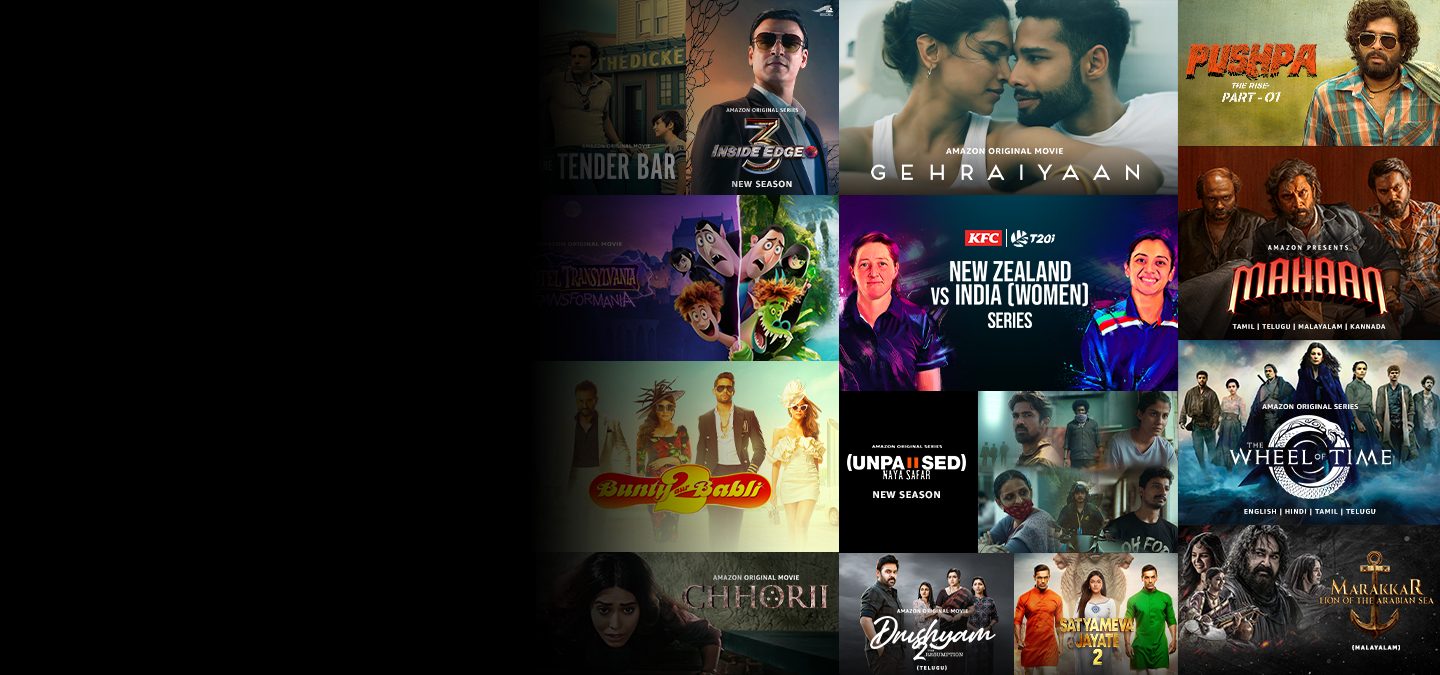 THE DICKE
AMAZON ORIGINAL MOVIE
THE TENDER BAR
AMAZON ORIGINAL SERIES
3
INSIDE EDGE
NEW SEASON
AMAZON ORIGINAL MOVIE
GEHRAIYAAN
PUSHPA
THE RISE
PART - 01
AMAZON PRESENTS
MAHAAN
TAMIL | TELUGU | MALAYALAM | KANNADA
AMAZON ORIGINAL MOVIE
HOTEL TRANSYLVANIA
TRANSFORMANIA
KFC T20i
NEW ZEALAND
VS INDIA (WOMEN)
SERIES
AMAZON ORIGINAL SERIES
THE
WHEEL OF TIME
ENGLISH | HINDI | TAMIL | TELUGU
Bunty aur Babli 2
AMAZON ORIGINAL SERIES
(UNPAUSED)
NAYA SAFAR
NEW SEASON
OH FOR
AMAZON ORIGINAL MOVIE
CHHORII
AMAZON ORIGINAL MOVIE
Drushyam
2
THE RESUMPTION
(TELUGU)
SATYAMEVA
JAYATE
2
MARAKKAR
LION OF THE ARABIAN SEA
(MALAYALAM)